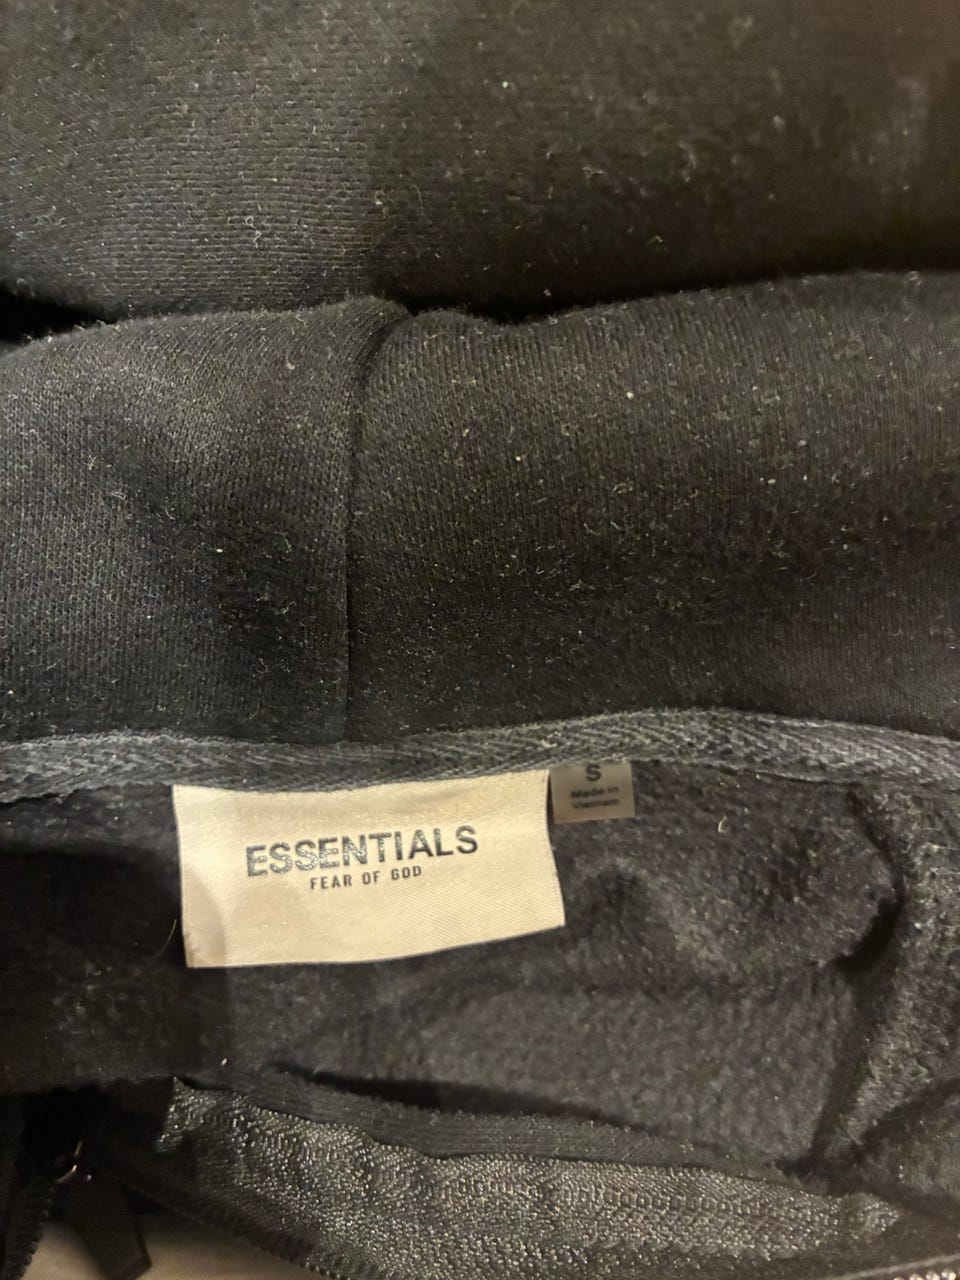 ESSENTIALS
FEAR OF GOD
S
Made in
Vietnam